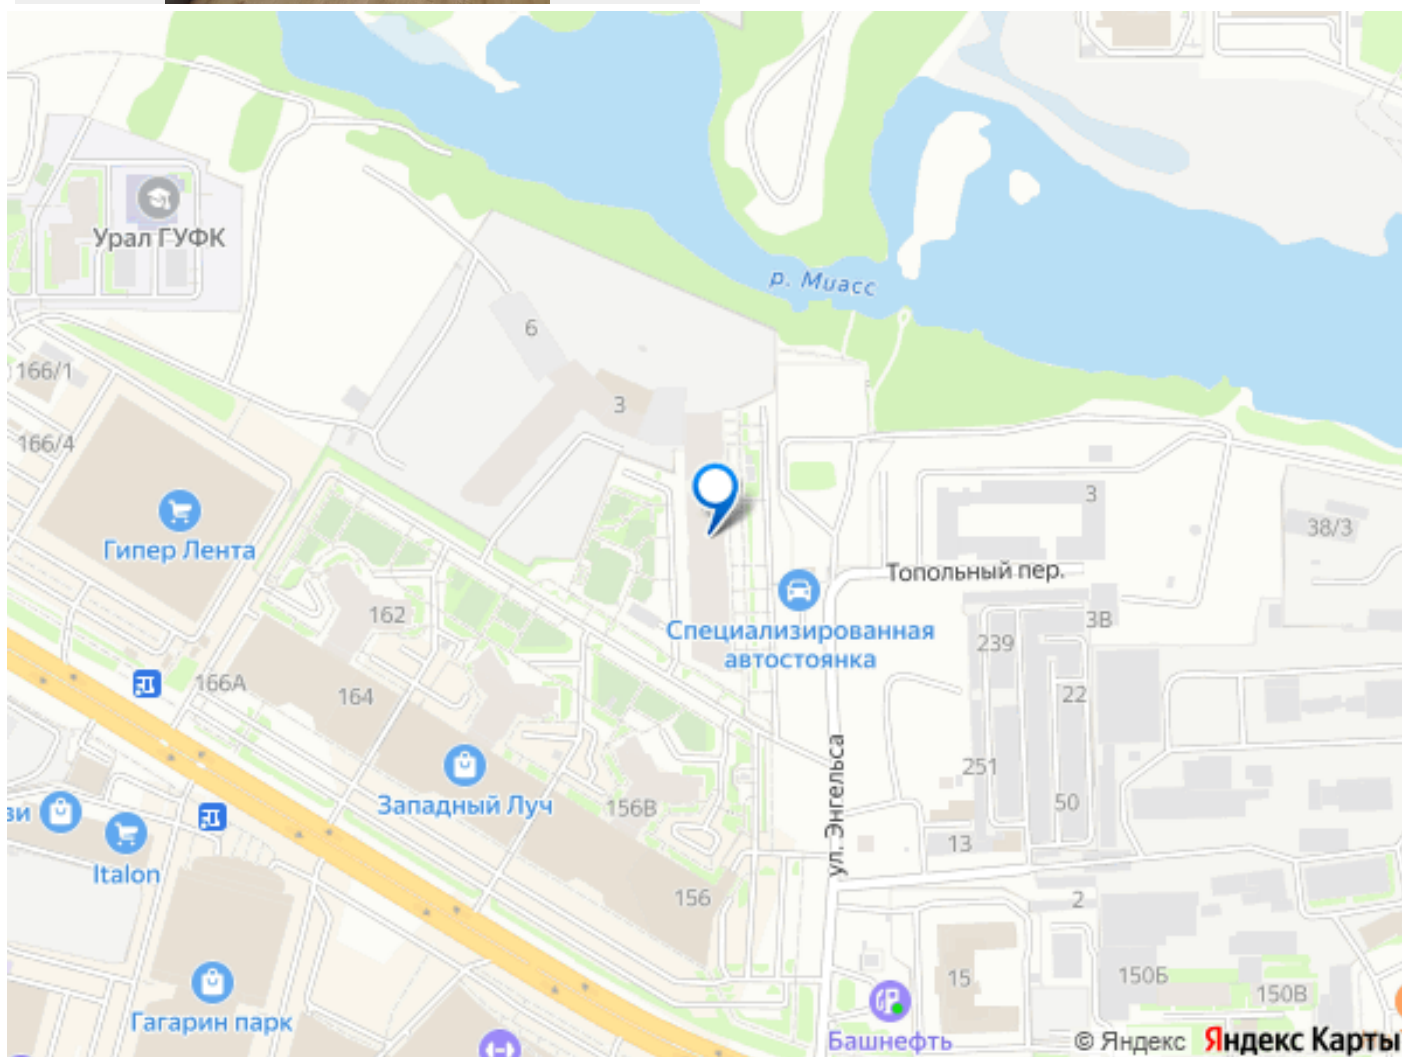 Урал ГУФК
р. Миасс
6
3
166/1
166/4
Гипер Лента
3
38/3
Топольный пер.
Специализированная
автостоянка
162
3В
239
166А
164
22
Западный Луч
156В
251
50
ул. Энгельса
зи
Italon
13
156
2
15
150Б
150В
Гагарин парк
Башнефть
© Яндекс Яндекс Карты